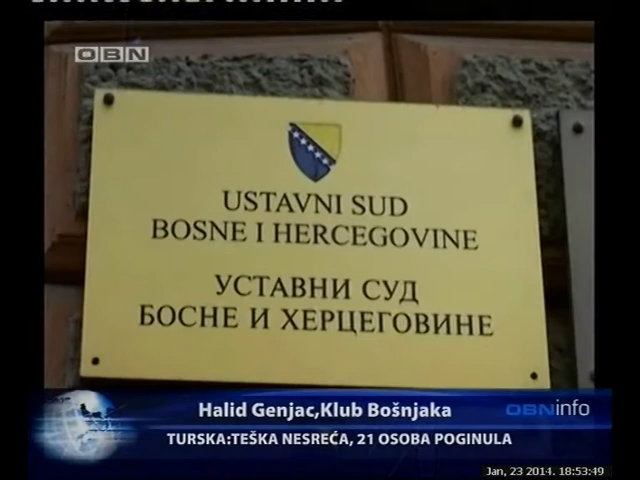 OBN
USTAVNI SUD
BOSNE I HERCEGOVINE
УСТАВНИ СУД
БОСНЕ И ХЕРЦЕГОВИНЕ
Halid Genjac,Klub Bošnjaka
OBNinfo
TURSKA:TEŠKA NESREĆA, 21 OSOBA POGINULA
Jan, 23 2014. 18:53:49